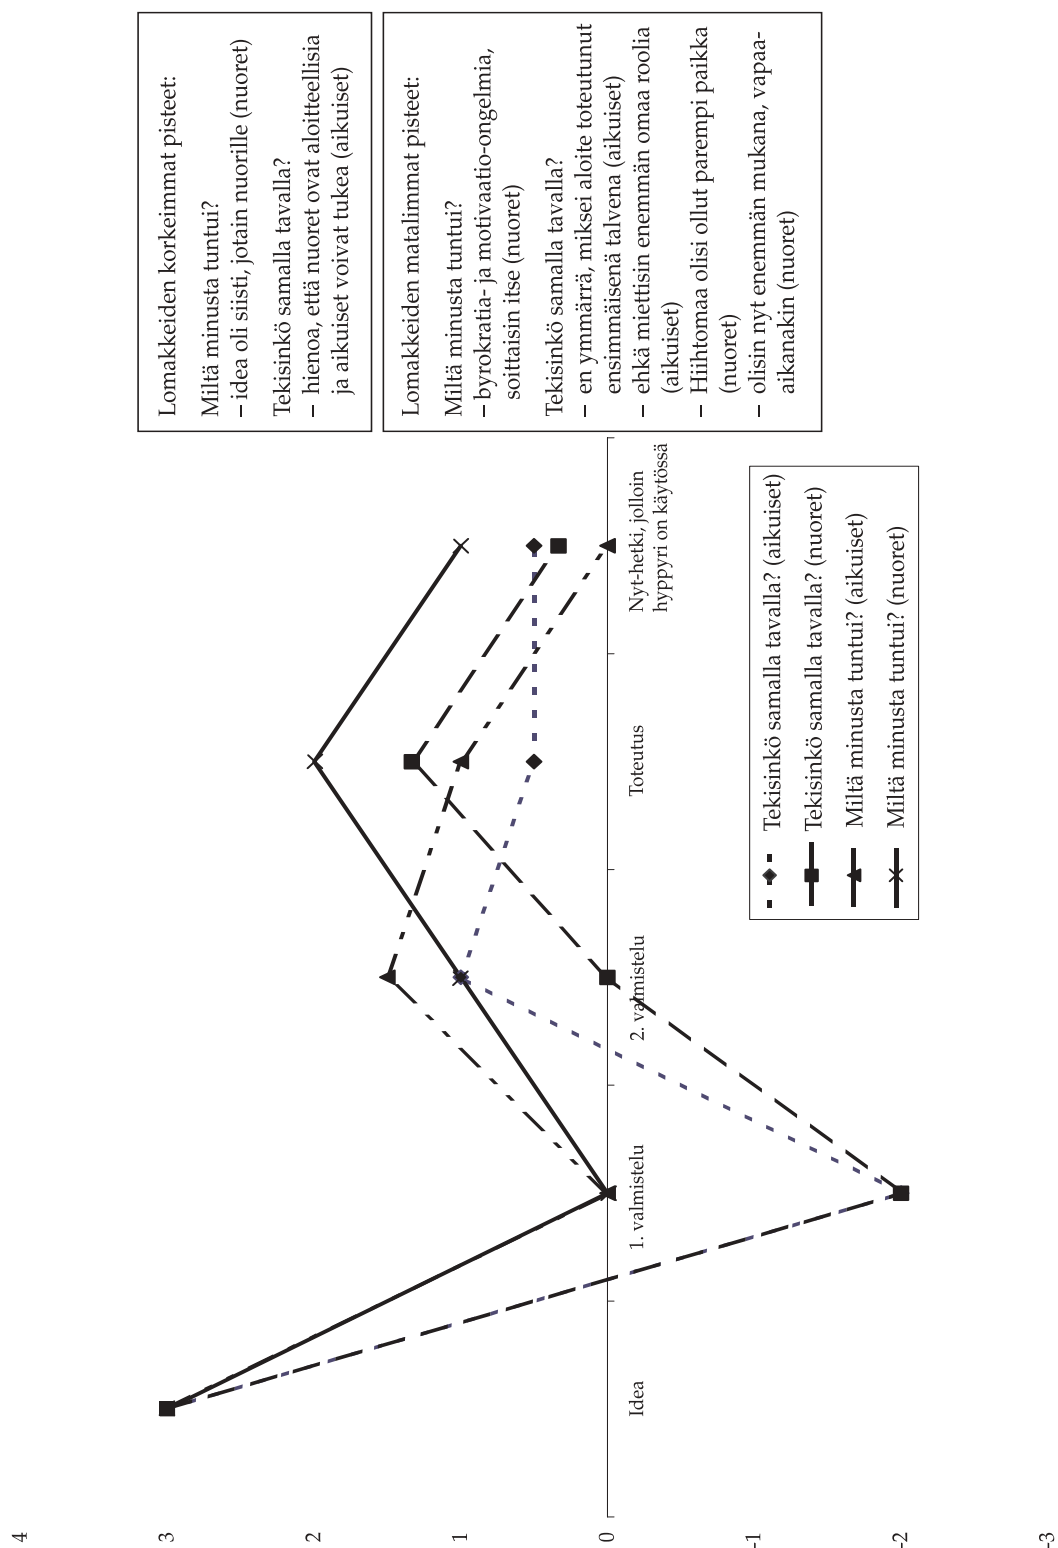 4
3
2
1
0
-1
-2
-3
Idea
1. valmistelu
2. valmistelu
Toteutus
Nyt-hetki, jolloin
hyppyri on käytössä
Tekisinkö samalla tavalla? (aikuiset)
Tekisinkö samalla tavalla? (nuoret)
Miltä minusta tuntui? (aikuiset)
Miltä minusta tuntui? (nuoret)
Lomakkeiden korkeimmat pisteet:
Miltä minusta tuntui?
– idea oli siisti, jotain nuorille (nuoret)
Tekisinkö samalla tavalla?
– hienoa, että nuoret ovat aloitteellisia
ja aikuiset voivat tukea (aikuiset)
Lomakkeiden matalimmat pisteet:
Miltä minusta tuntui?
– byrokratia- ja motivaatio-ongelmia,
soittaisin itse (nuoret)
Tekisinkö samalla tavalla?
– en ymmärrä, miksei aloite toteutunut
ensimmäisenä talvena (aikuiset)
– ehkä miettisin enemmän omaa roolia
(aikuiset)
– Hiihtomaa olisi ollut parempi paikka
(nuoret)
– olisin nyt enemmän mukana, vapaa-
aikanakin (nuoret)